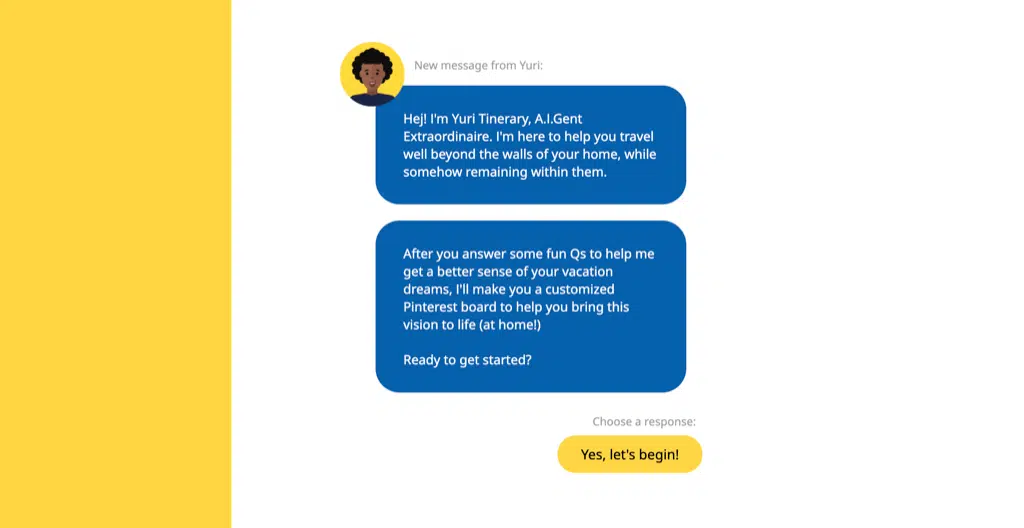 New message from Yuri:
Hej! I'm Yuri Tinerary, A.I.Gent
Extraordinaire. I'm here to help you travel
well beyond the walls of your home, while
somehow remaining within them.
After you answer some fun Qs to help me
get a better sense of your vacation
dreams, I'll make you a customized
Pinterest board to help you bring this
vision to life (at home!)
Ready to get started?
Choose a response:
Yes, let's begin!